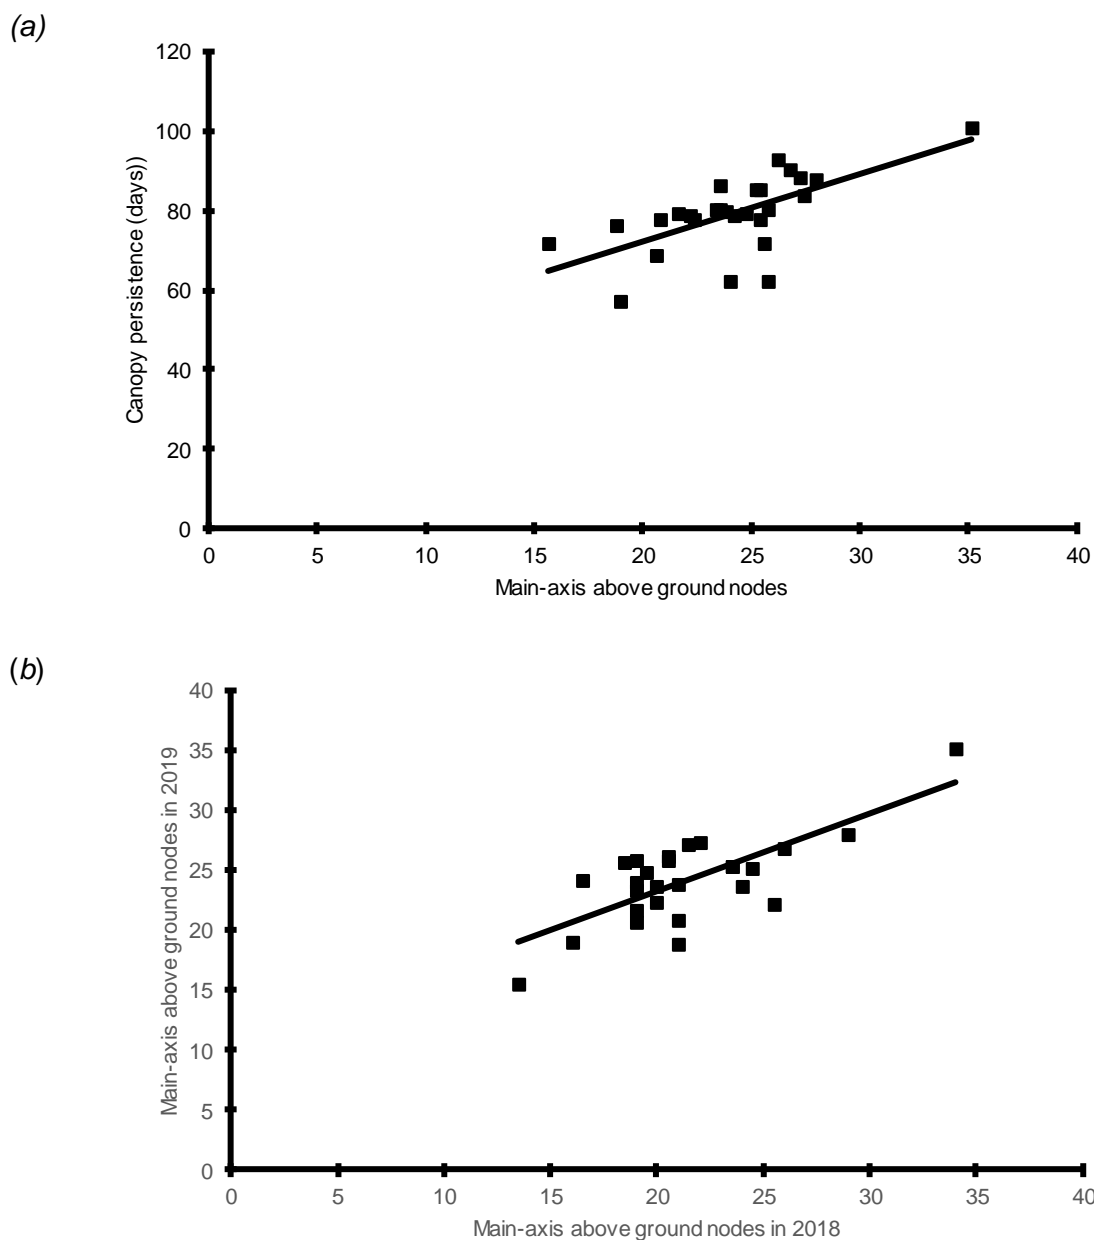 (a)
120
100
80
60
40
20
0
Canopy persistence (days))
0 5 10 15 20 25 30 35 40
Main-axis above ground nodes
(b)
40
35
30
25
20
15
10
5
0
Main-axis above ground nodes in 2019
0 5 10 15 20 25 30 35 40
Main-axis above ground nodes in 2018